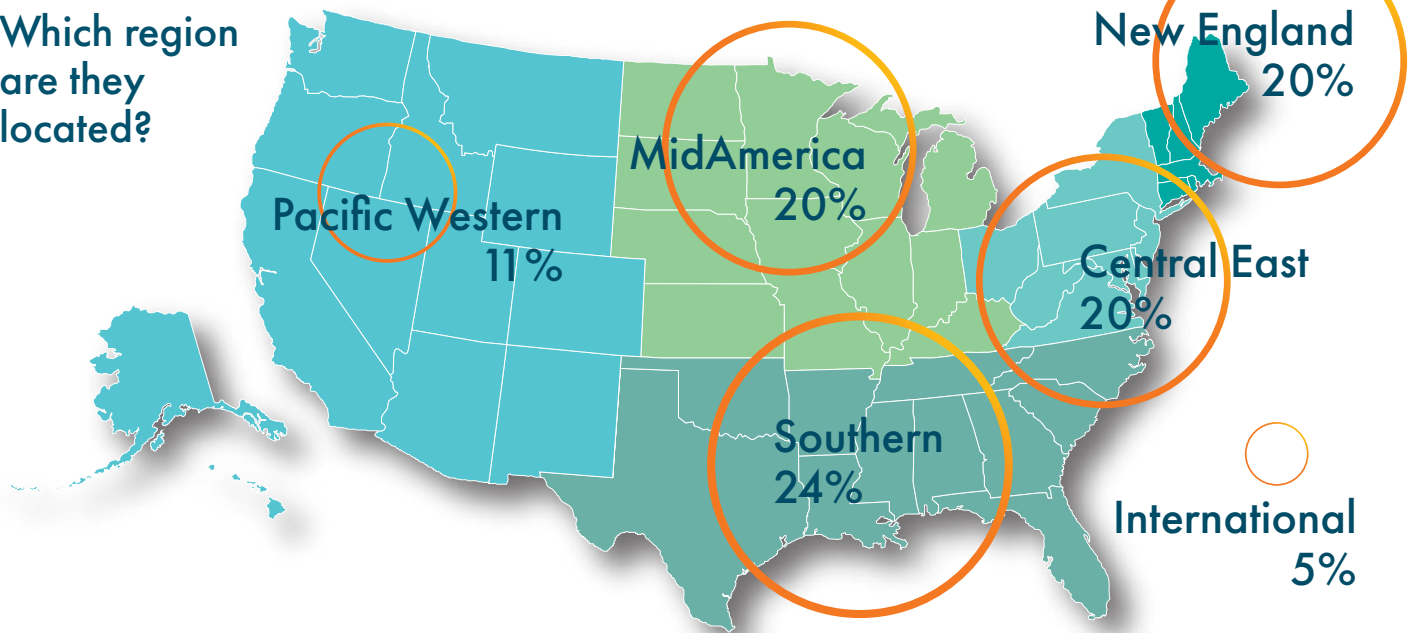 Which region
are they
located?
New England
20%
MidAmerica
20%
Pacific Western
11%
Central East
20%
Southern
24%
International
5%